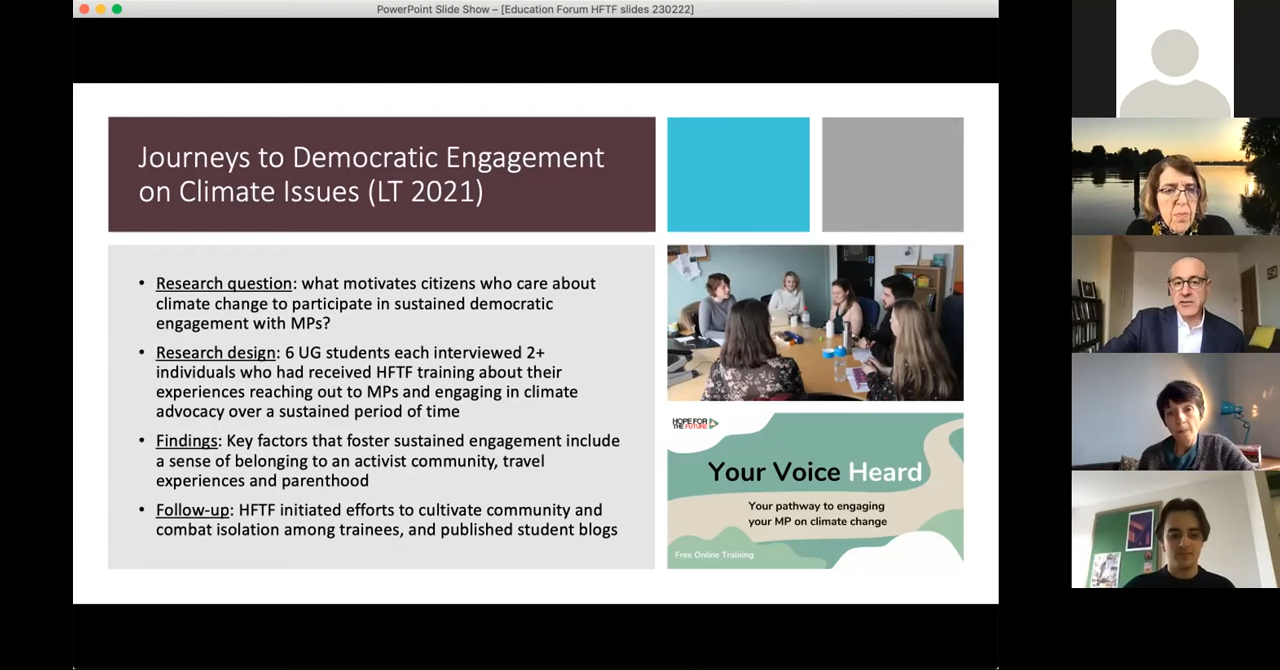 PowerPoint Slide Show – [Education Forum HFTF slides 230222]
Journeys to Democratic Engagement
on Climate Issues (LT 2021)
• Research question: what motivates citizens who care about
climate change to participate in sustained democratic
engagement with MPs?
• Research design: 6 UG students each interviewed 2+
individuals who had received HFTF training about their
experiences reaching out to MPs and engaging in climate
advocacy over a sustained period of time
• Findings: Key factors that foster sustained engagement include
a sense of belonging to an activist community, travel
experiences and parenthood
• Follow-up: HFTF initiated efforts to cultivate community and
combat isolation among trainees, and published student blogs
HOPE FOR
THE FUTURE
Your Voice Heard
Your pathway to engaging
your MP on climate change
Free Online Training